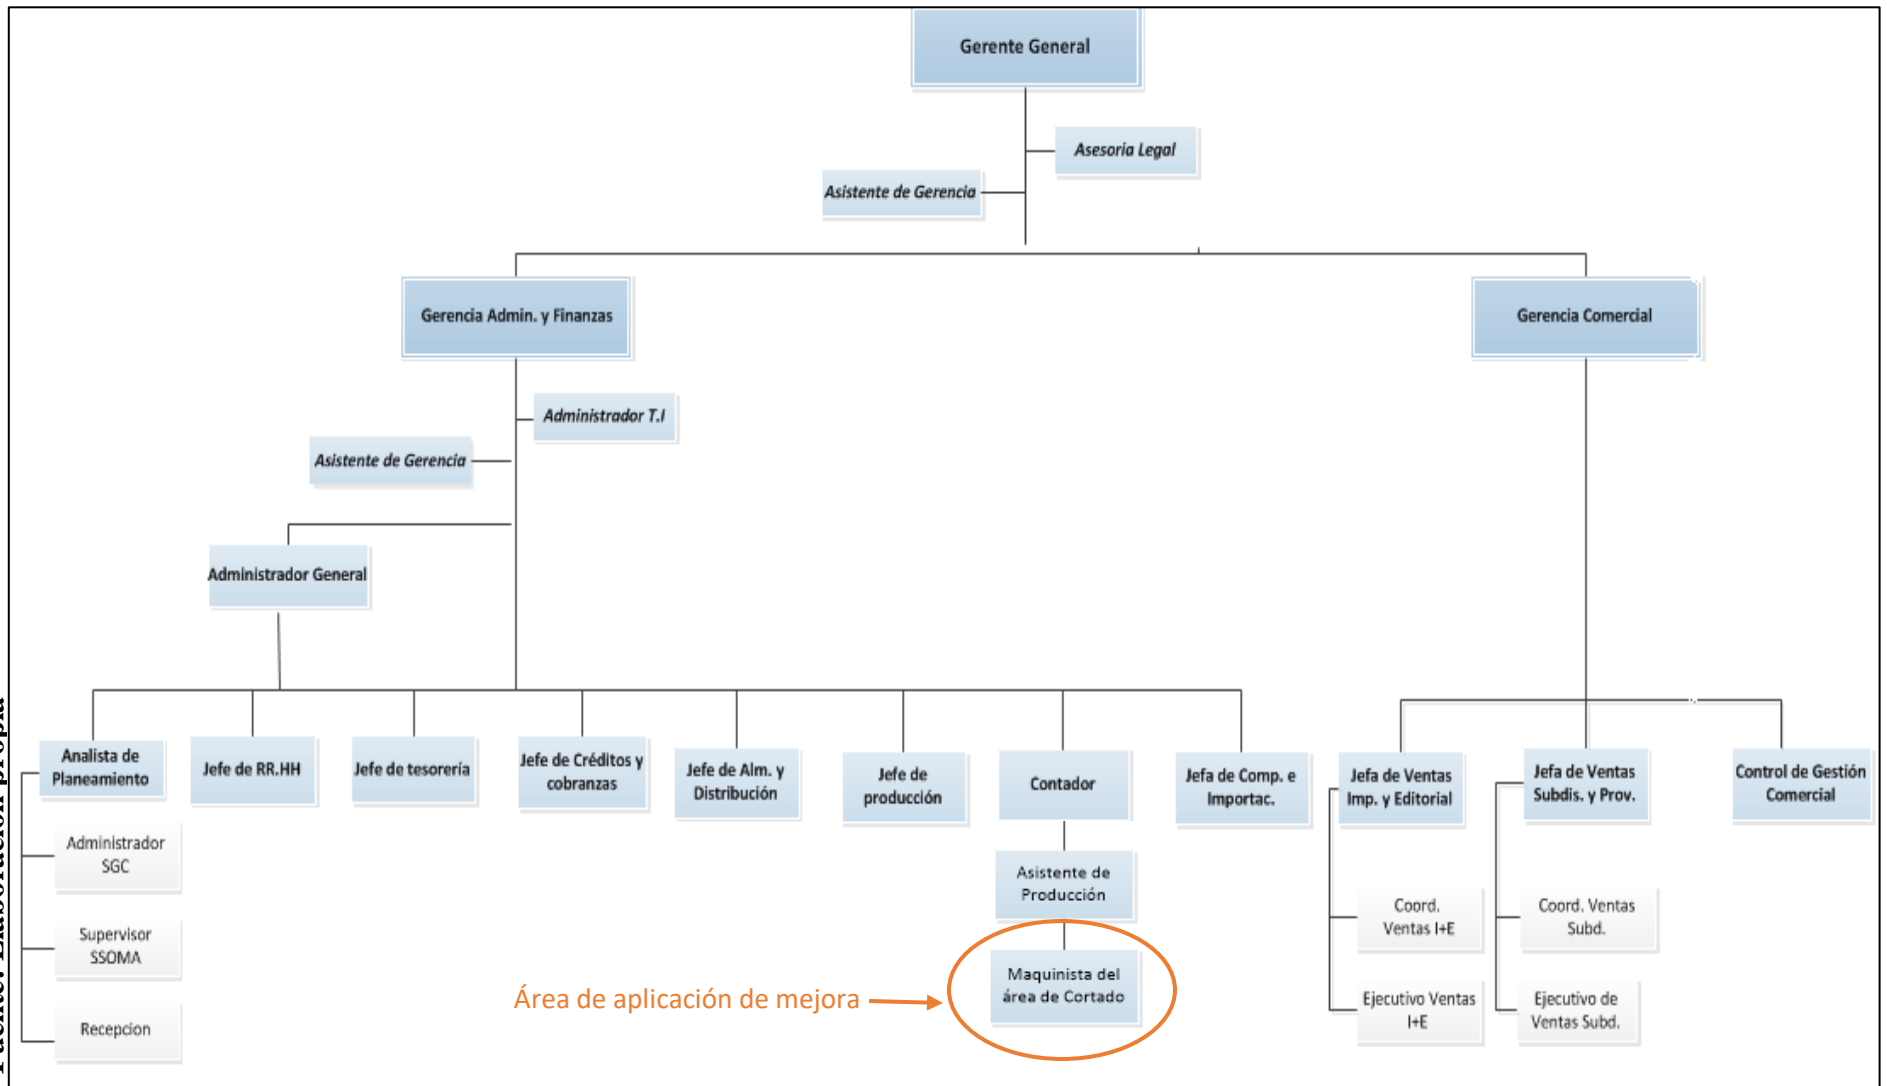 Gerente General
Asesoria Legal
Asistente de Gerencia
Gerencia Admin. y Finanzas
Gerencia Comercial
Administrador T.I
Asistente de Gerencia
Administrador General
Analista de
Planeamiento
Jefe de RR.HH
Jefe de tesorería
Jefe de Créditos y
cobranzas
Jefe de Alm. y
Distribución
Jefe de
producción
Contador
Jefa de Comp. e
Importac.
Jefa de Ventas
Imp. y Editorial
Jefa de Ventas
Subdis. y Prov.
Control de Gestión
Comercial
Administrador
SGC
Supervisor
SSOMA
Recepcion
Asistente de
Producción
Maquinista del
área de Cortado
Área de aplicación de mejora
Coord.
Ventas I+E
Ejecutivo Ventas
I+E
Coord. Ventas
Subd.
Ejecutivo de
Ventas Subd.
Fuente: Elaboración propia